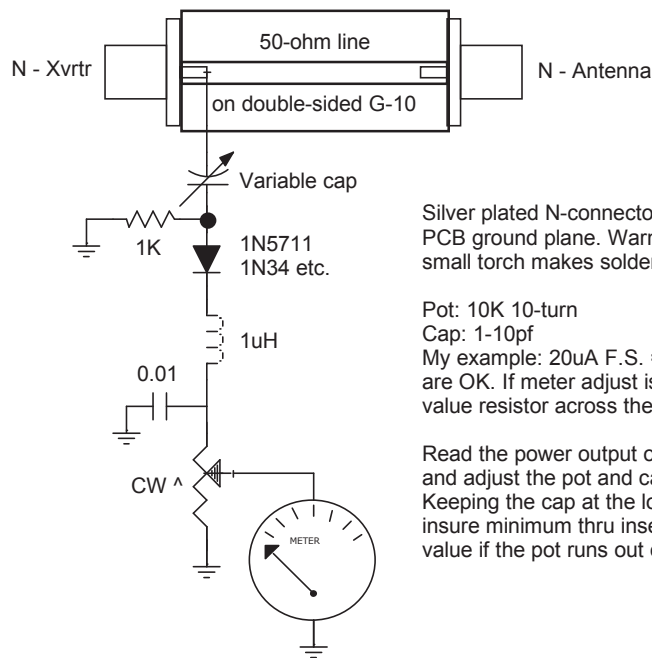 50-ohm line
N - Xvrtr
N - Antenna
on double-sided G-10
Variable cap
1K
1N5711
1N34 etc.
1uH
0.01
CW ^
METER
Silver plated N-connecto
PCB ground plane. Warr
small torch makes solder
Pot: 10K 10-turn
Cap: 1-10pf
My example: 20uA F.S.
are OK. If meter adjust is
value resistor across the
Read the power output o
and adjust the pot and ca
Keeping the cap at the lo
insure minimum thru inse
value if the pot runs out